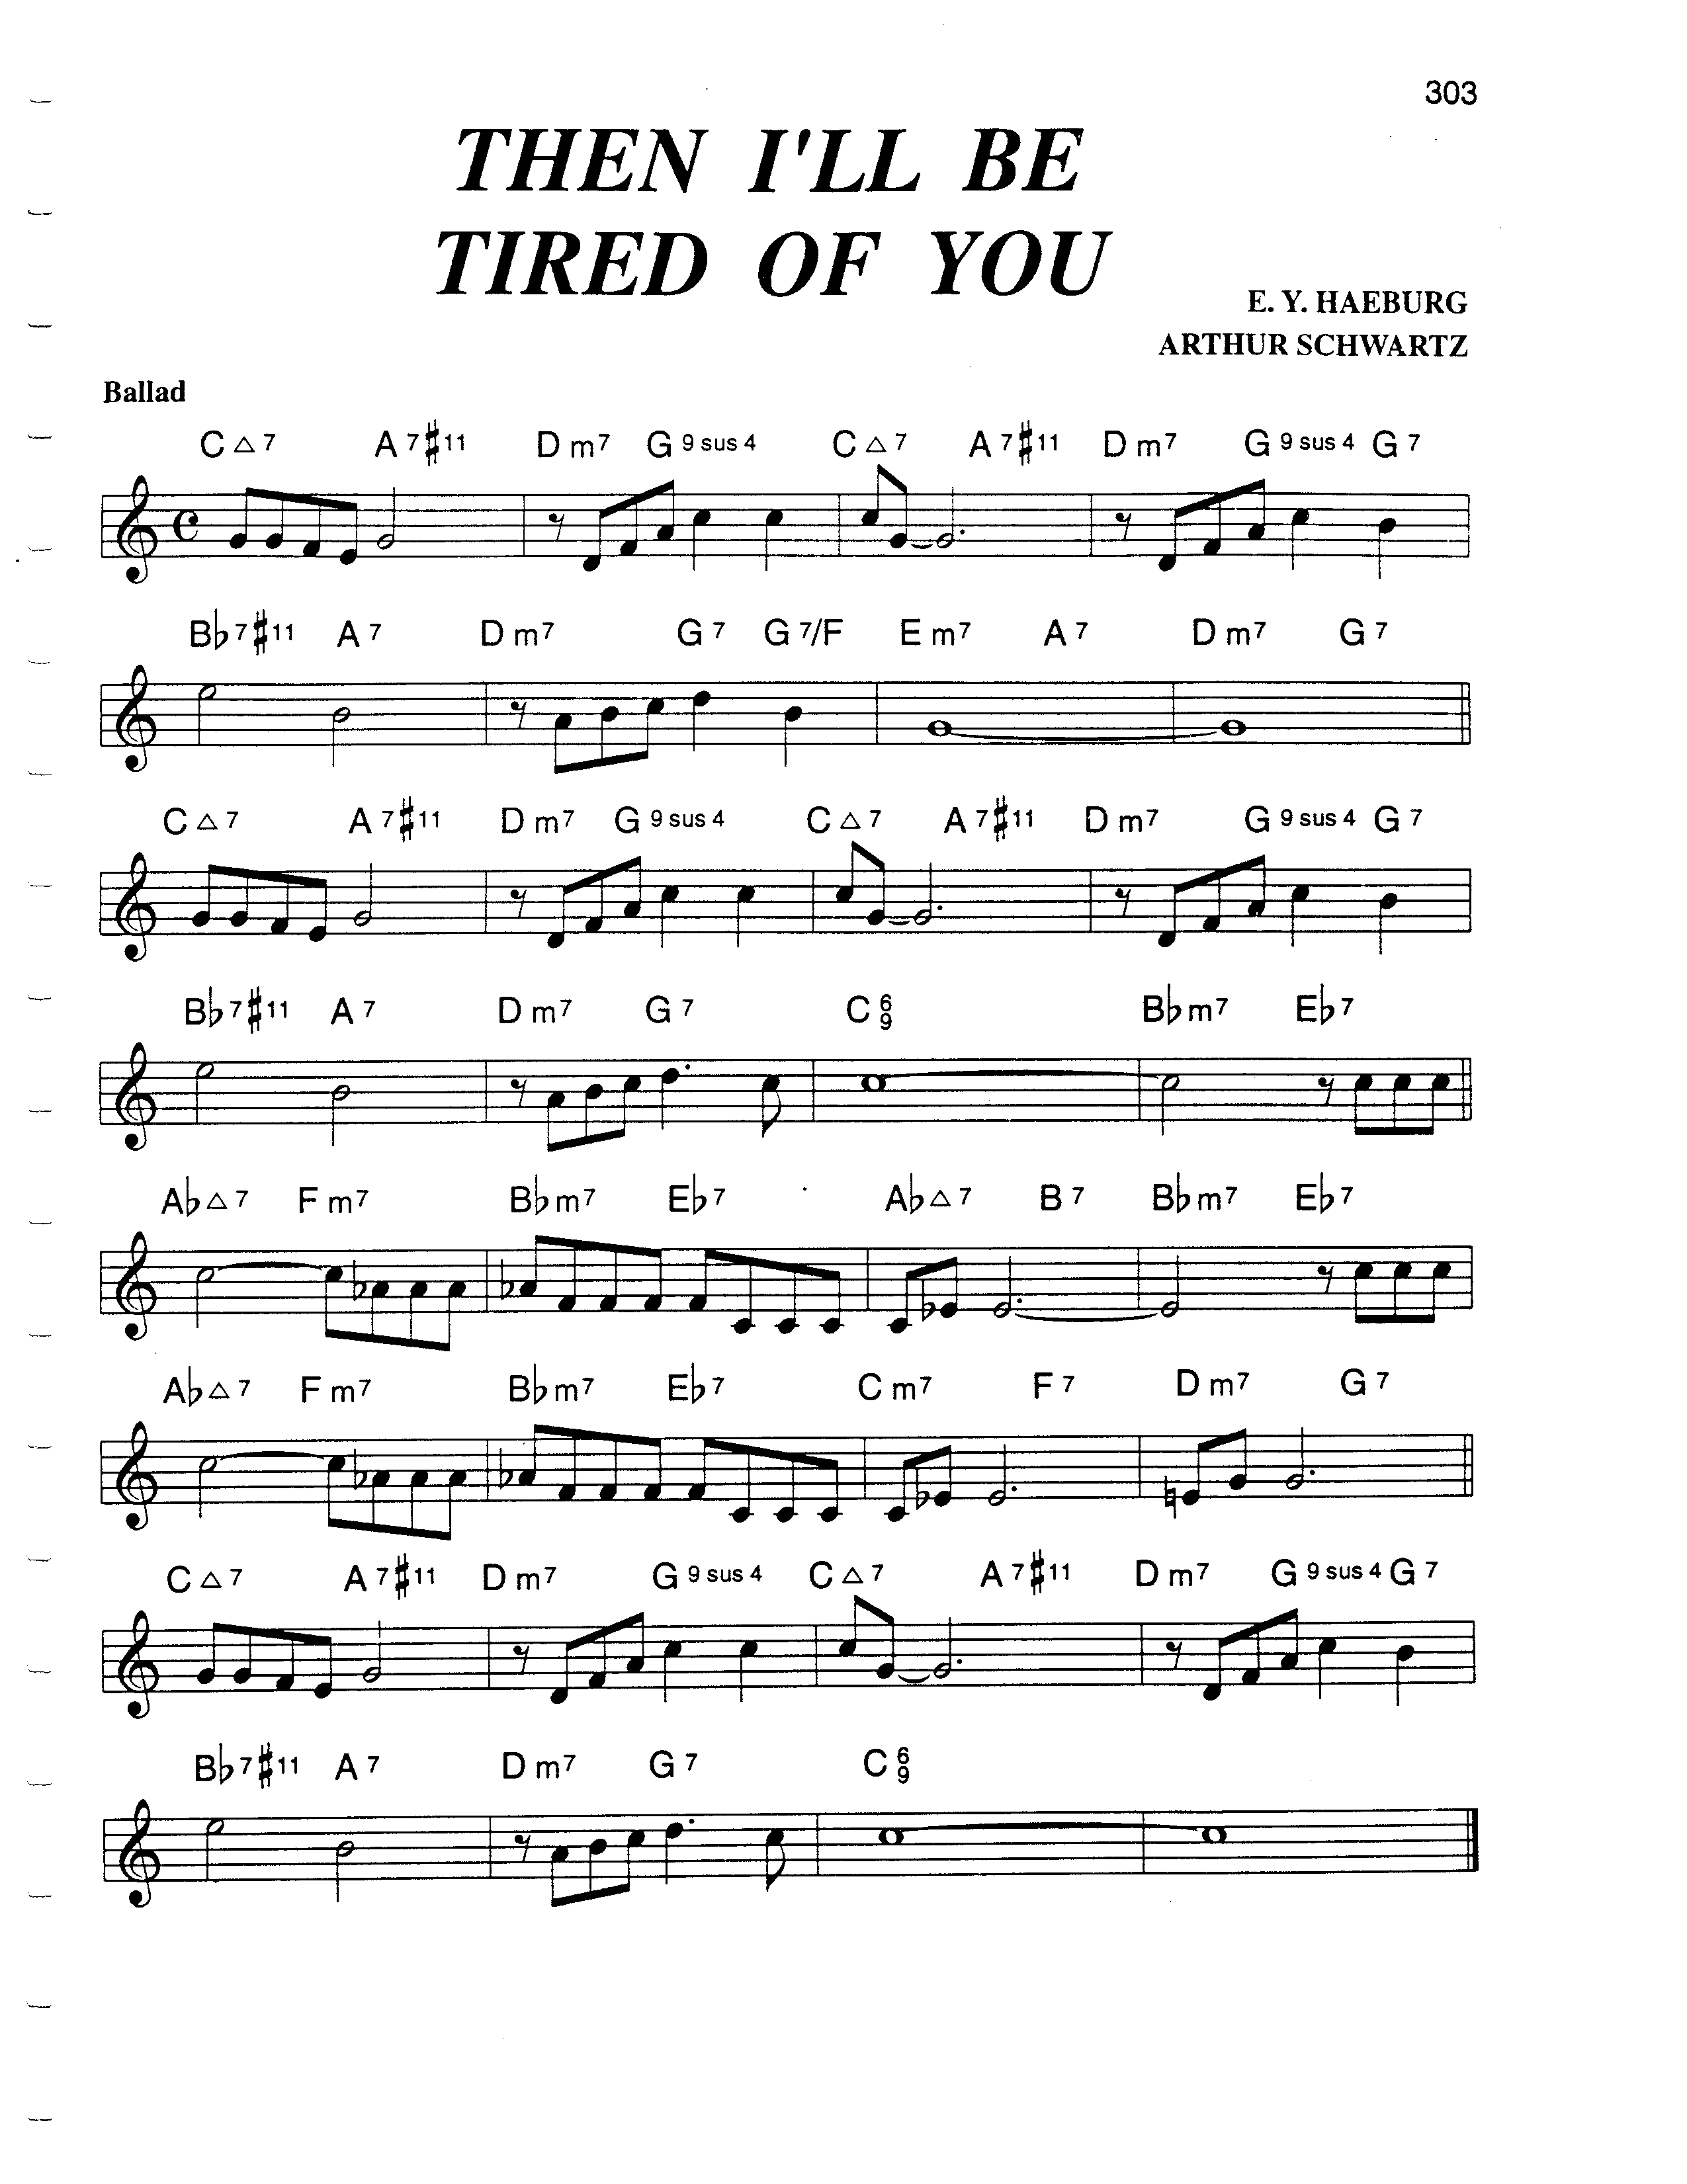 303
THEN I'LL BE
TIRED OF YOU
E. Y. HAEBURG
ARTHUR SCHWARTZ
Ballad
C△7 A7♯11 Dm7 G9sus4 C△7 A7♯11 Dm7 G9sus4 G7
B♭7♯11 A7 Dm7 G7 G7/F Em7 A7 Dm7 G7
C△7 A7♯11 Dm7 G9sus4 C△7 A7♯11 Dm7 G9sus4 G7
B♭7♯11 A7 Dm7 G7 C6/9 B♭m7 E♭7
A♭△7 Fm7 B♭m7 E♭7 A♭△7 B7 B♭m7 E♭7
A♭△7 Fm7 B♭m7 E♭7 Cm7 F7 Dm7 G7
C△7 A7♯11 Dm7 G9sus4 C△7 A7♯11 Dm7 G9sus4 G7
B♭7♯11 A7 Dm7 G7 C6/9